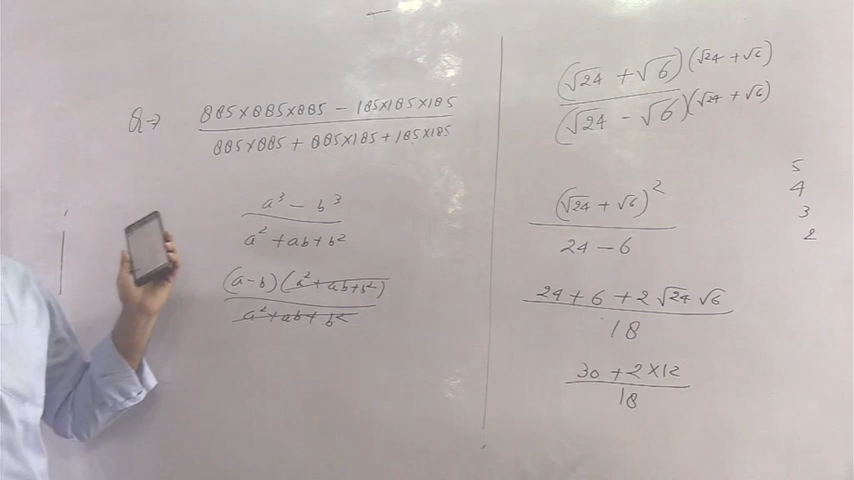 Q→ 885×885×885 − 185×185×185
885×885 + 885×185 + 185×185
a³ − b³
a² + ab + b²
(a−b)(a² + ab + b²)
a² + ab + b²
(√24 + √6)(√24 + √6)
(√24 − √6)(√24 + √6)
(√24 + √6)²
24 − 6
24 + 6 + 2√24 √6
18
30 + 2×12
18
5
4
3
2